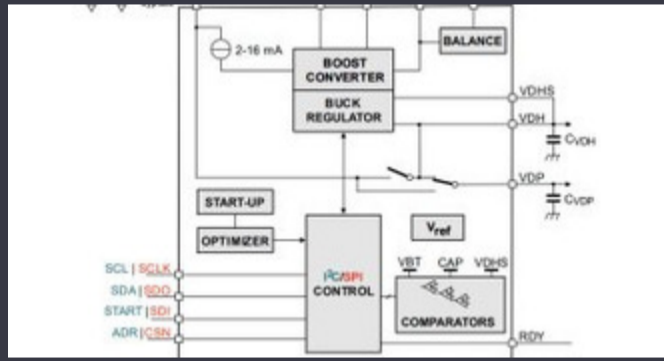 2-16 mA
BALANCE
BOOST
CONVERTER
BUCK
REGULATOR
VDHS
VDH
CVDH
VDP
CVDP
START-UP
OPTIMIZER
Vref
SCL | SCLK
SDA | SDO
START | SDI
ADR | CSN
I²C/SPI
CONTROL
VBT CAP VDHS
COMPARATORS
RDY